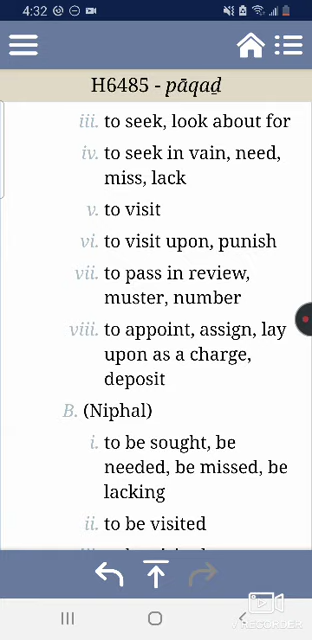 4:32
H6485 - pāqaḏ
iii. to seek, look about for
iv. to seek in vain, need,
miss, lack
v. to visit
vi. to visit upon, punish
vii. to pass in review,
muster, number
viii. to appoint, assign, lay
upon as a charge,
deposit
B. (Niphal)
i. to be sought, be
needed, be missed, be
lacking
ii. to be visited
RECORDER